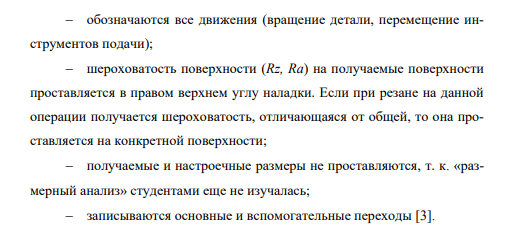 – обозначаются все движения (вращение детали, перемещение ин-
струментов подачи);
– шероховатость поверхности (Rz, Ra) на получаемые поверхности
проставляется в правом верхнем углу наладки. Если при резане на данной
операции получается шероховатость, отличающаяся от общей, то она про-
ставляется на конкретной поверхности;
– получаемые и настроечные размеры не проставляются, т. к. «раз-
мерный анализ» студентами еще не изучалась;
– записываются основные и вспомогательные переходы [3].